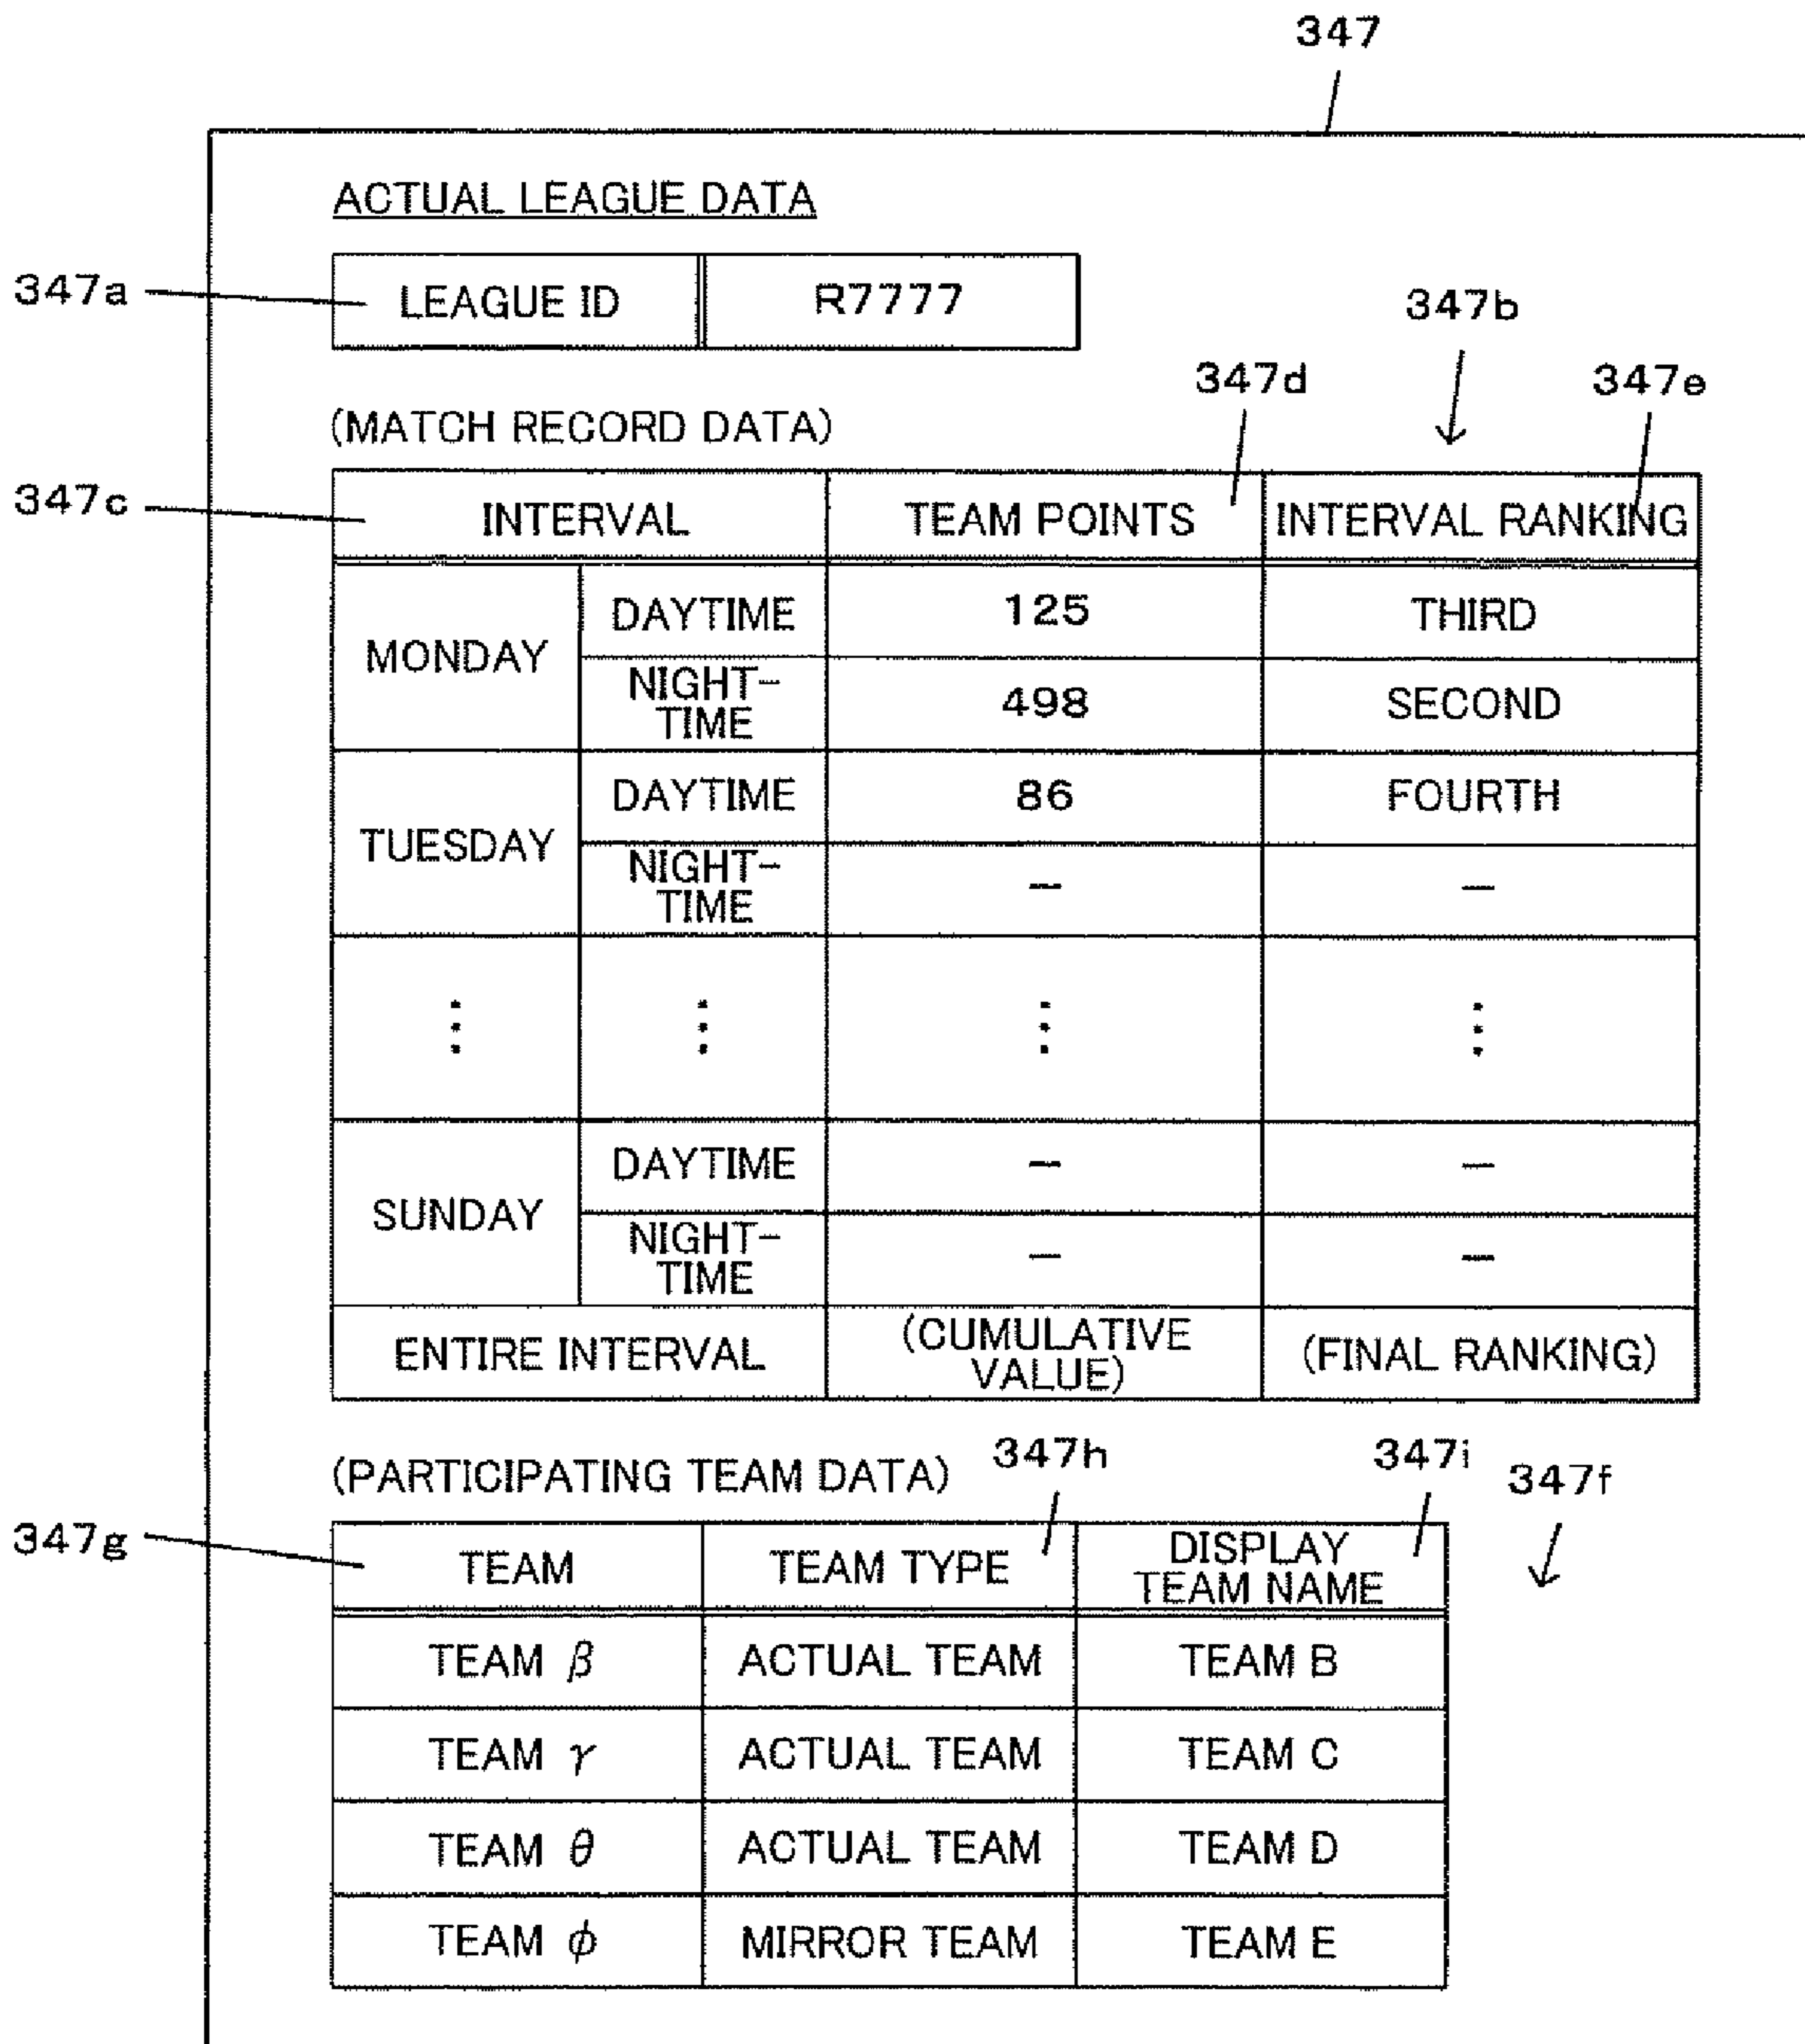 347
ACTUAL LEAGUE DATA
347a
LEAGUE ID R7777
347b
347d
347e
(MATCH RECORD DATA)
347c
INTERVAL TEAM POINTS INTERVAL RANKING
MONDAY DAYTIME 125 THIRD
NIGHT-
TIME 498 SECOND
TUESDAY DAYTIME 86 FOURTH
NIGHT-
TIME — —
⋮ ⋮ ⋮ ⋮
SUNDAY DAYTIME — —
NIGHT-
TIME — —
ENTIRE INTERVAL (CUMULATIVE
VALUE) (FINAL RANKING)
(PARTICIPATING TEAM DATA)
347h
347i
347f
347g
TEAM TEAM TYPE DISPLAY
TEAM NAME
TEAM β ACTUAL TEAM TEAM B
TEAM γ ACTUAL TEAM TEAM C
TEAM θ ACTUAL TEAM TEAM D
TEAM ϕ MIRROR TEAM TEAM E